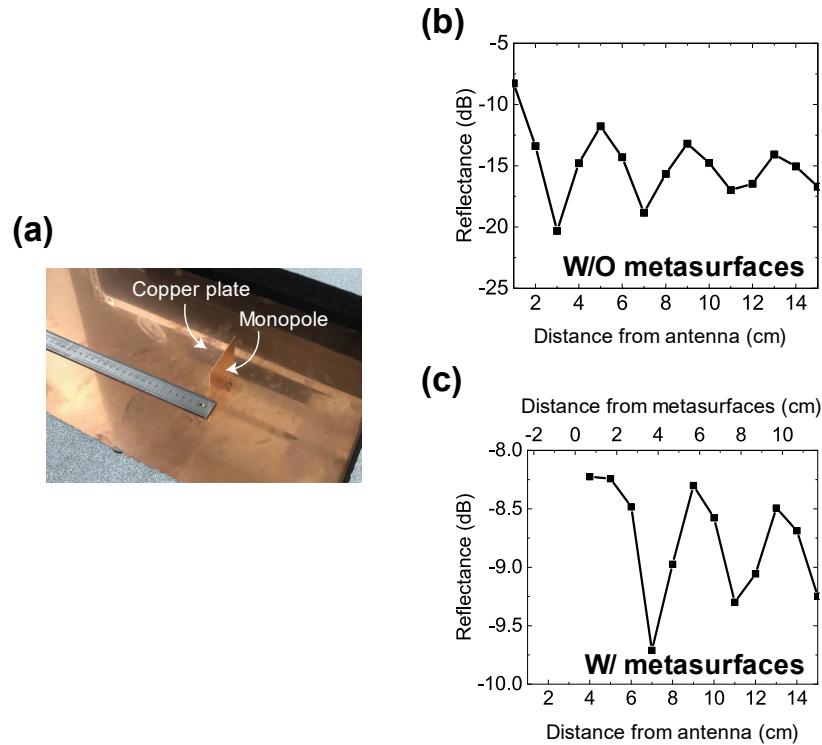 (a)
Copper plate
Monopole
(b)
-5
-10
-15
-20
-25
Reflectance (dB)
W/O metasurfaces
2 4 6 8 10 12 14
Distance from antenna (cm)
(c)
Distance from metasurfaces (cm)
-2 0 2 4 6 8 10
-8.0
-8.5
-9.0
-9.5
-10.0
Reflectance (dB)
W/ metasurfaces
2 4 6 8 10 12 14
Distance from antenna (cm)